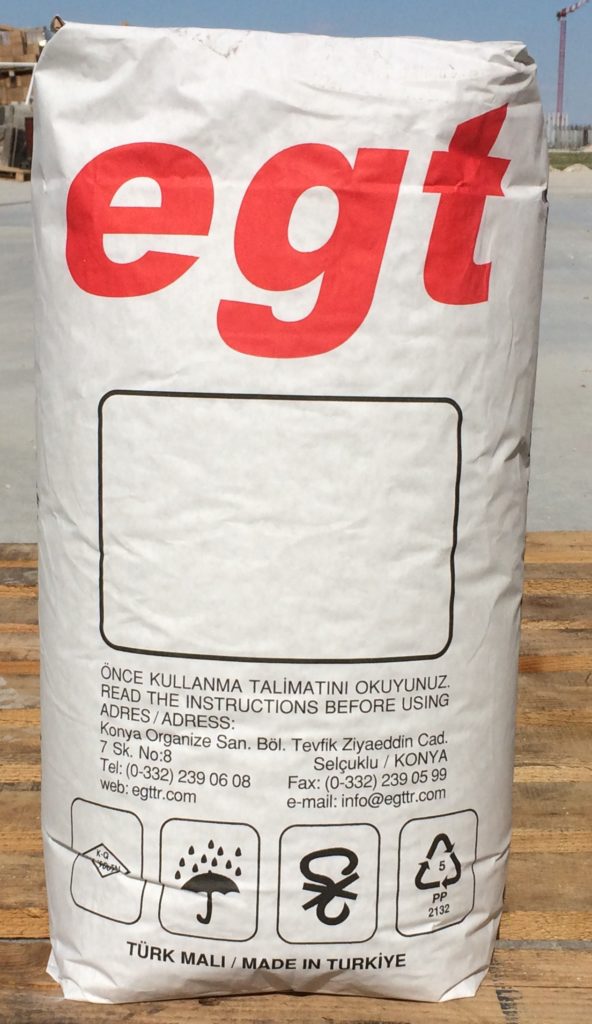 egt
ÖNCE KULLANMA TALİMATINI OKUYUNUZ.
READ THE INSTRUCTIONS BEFORE USING
ADRES / ADRESS:
Konya Organize San. Böl. Tevfik Ziyaeddin Cad.
7 Sk. No:8 Selçuklu / KONYA
Tel: (0-332) 239 06 08 Fax: (0-332) 239 05 99
web: egttr.com e-mail: info@egttr.com
K-Q
5
PP
2132
TÜRK MALI / MADE IN TURKİYE